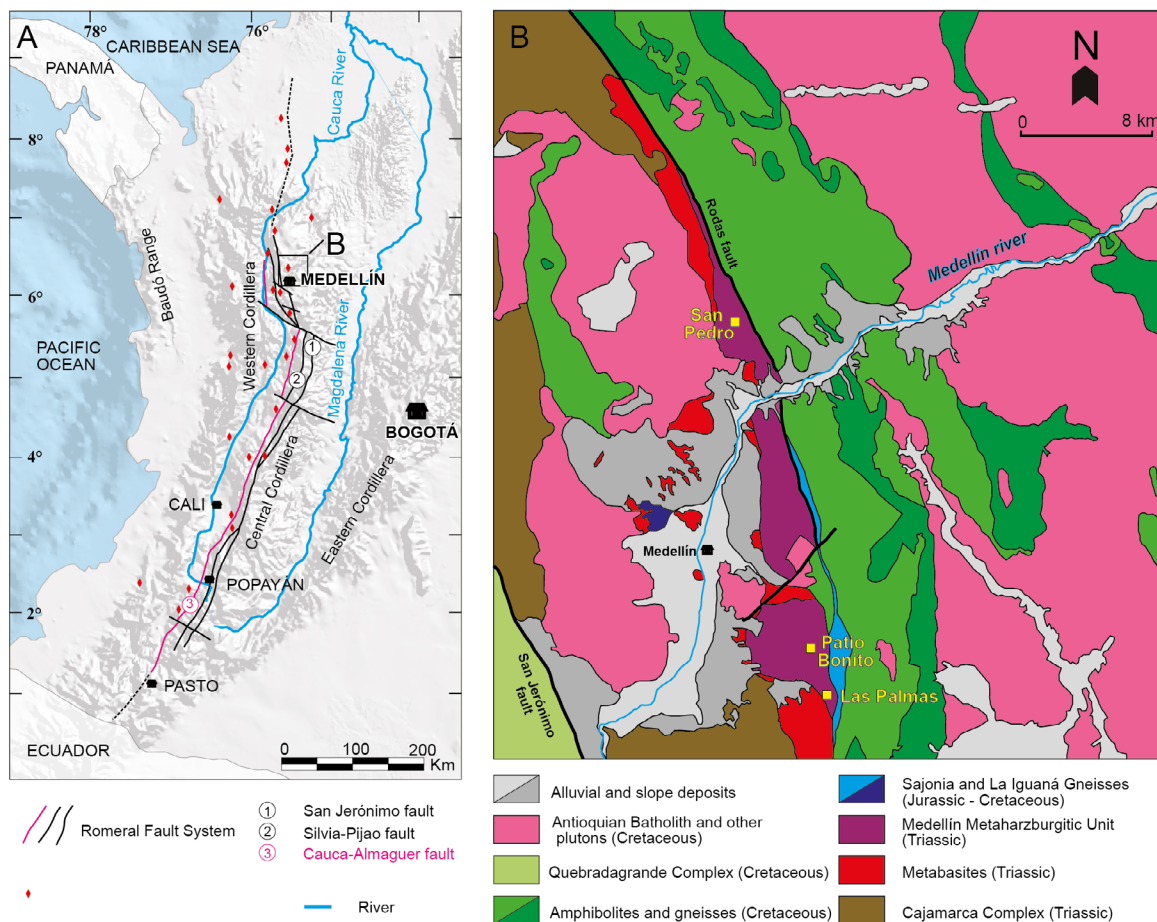 A
78°
76°
CARIBBEAN SEA
PANAMÁ
Cauca River
8°
Baudó Range
B
MEDELLÍN
Western Cordillera
6°
Magdalena River
PACIFIC
OCEAN
1
2
BOGOTÁ
4°
Central Cordillera
Eastern Cordillera
CALI
POPAYÁN
3
2°
PASTO
ECUADOR
0 100 200
Km
Romeral Fault System
1 San Jerónimo fault
2 Silvia-Pijao fault
3 Cauca-Almaguer fault
River
B
N
0 8 km
Rodas fault
Medellín river
San
Pedro
Medellín
Patio
Bonito
Las Palmas
San Jerónimo
fault
Alluvial and slope deposits
Antioquian Batholith and other
plutons (Cretaceous)
Quebradagrande Complex (Cretaceous)
Amphibolites and gneisses (Cretaceous)
Sajonia and La Iguaná Gneisses
(Jurassic - Cretaceous)
Medellín Metaharzburgitic Unit
(Triassic)
Metabasites (Triassic)
Cajamarca Complex (Triassic)